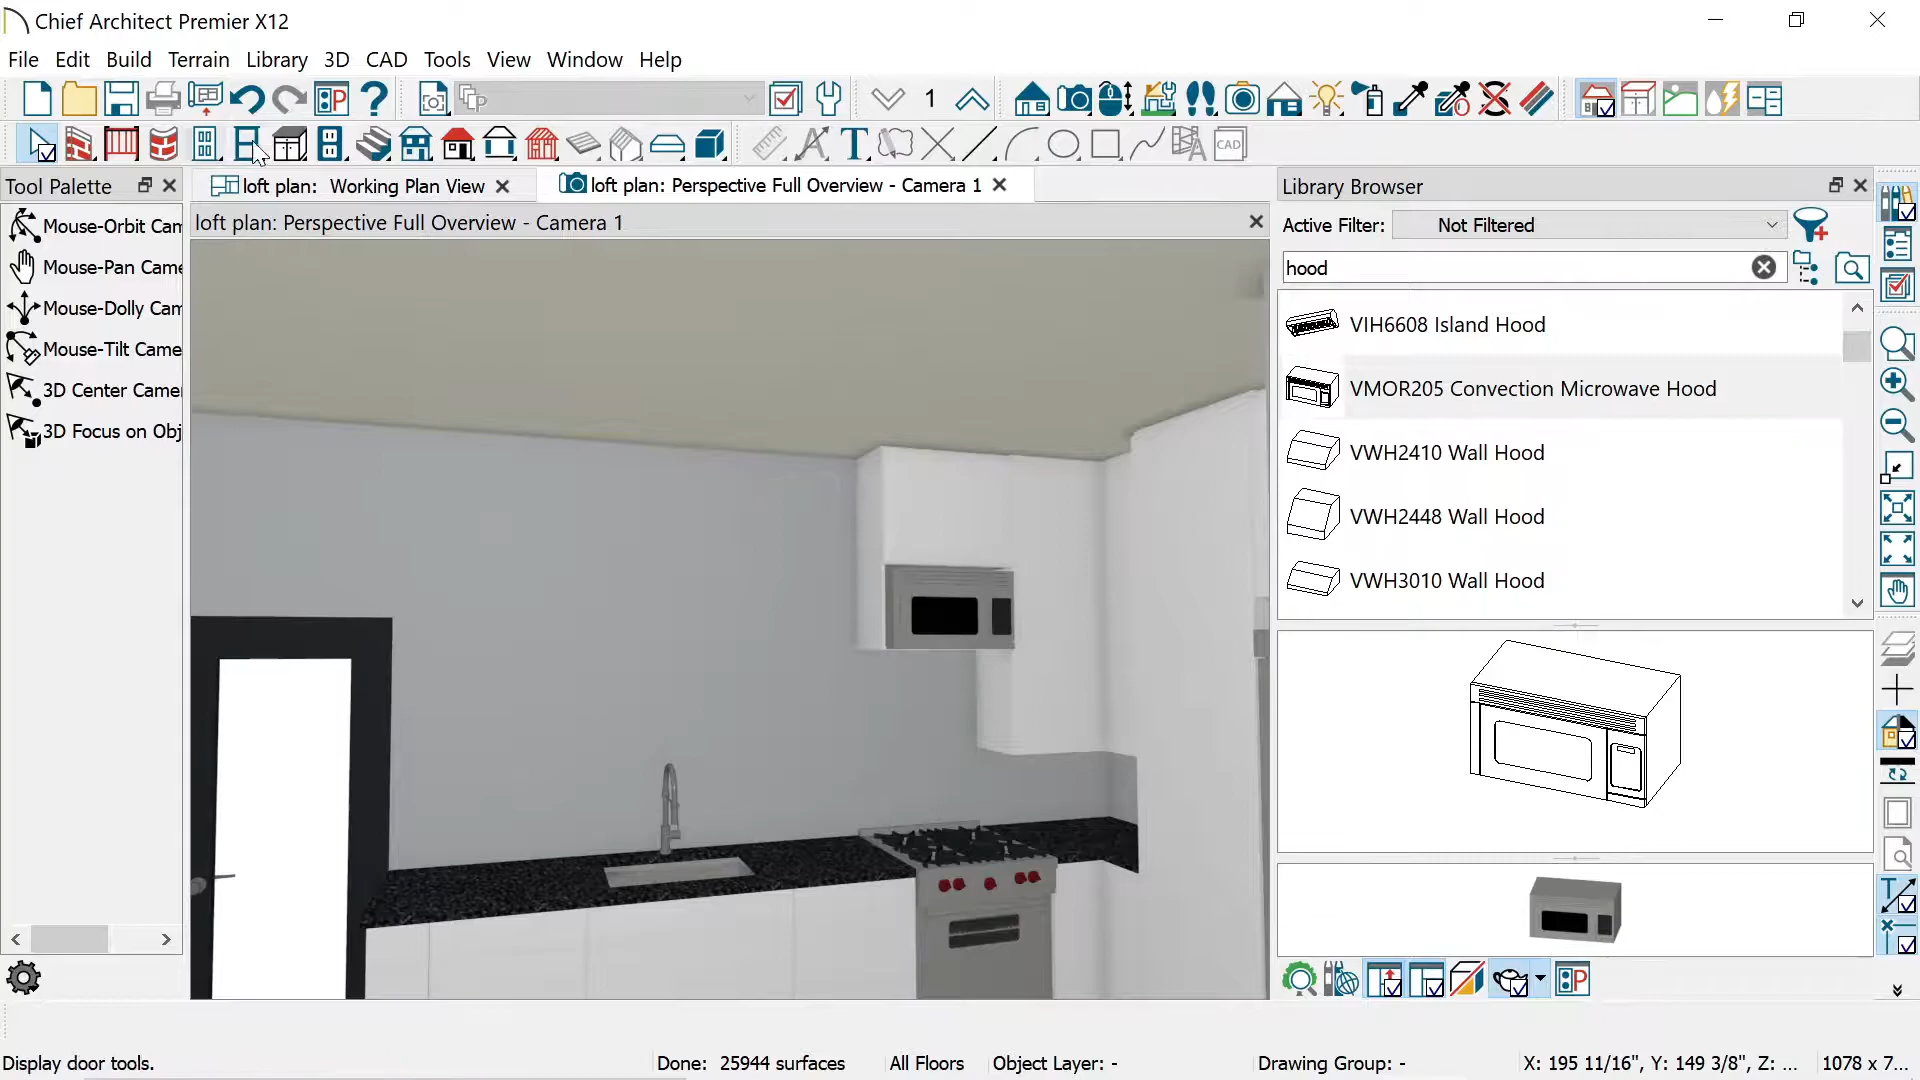 Chief Architect Premier X12
File Edit Build Terrain Library 3D CAD Tools View Window Help
1
CAD
Tool Palette
loft plan: Working Plan View
loft plan: Perspective Full Overview - Camera 1
Library Browser
Mouse-Orbit Cam
Mouse-Pan Came
Mouse-Dolly Cam
Mouse-Tilt Came
3D Center Camer
3D Focus on Obj
loft plan: Perspective Full Overview - Camera 1
Active Filter: Not Filtered
hood
VIH6608 Island Hood
VMOR205 Convection Microwave Hood
VWH2410 Wall Hood
VWH2448 Wall Hood
VWH3010 Wall Hood
Display door tools.
Done: 25944 surfaces
All Floors
Object Layer: -
Drawing Group: -
X: 195 11/16", Y: 149 3/8", Z: ...
1078 x 7...